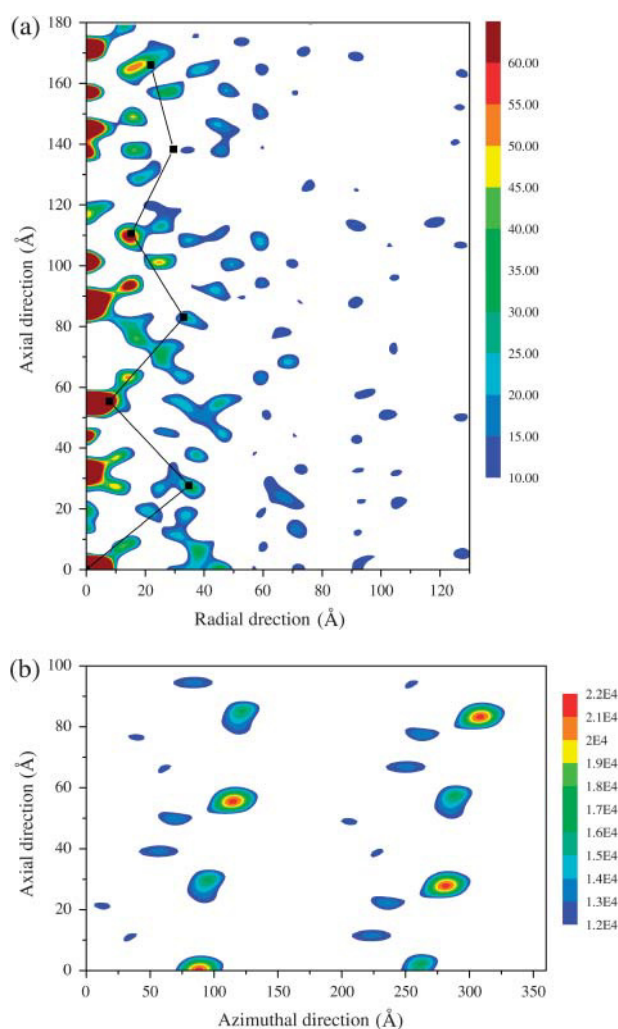 (a)
180
160
140
120
100
80
60
40
20
0
Axial direction (Å)
0 20 40 60 80 100 120
Radial direction (Å)
60.00
55.00
50.00
45.00
40.00
35.00
30.00
25.00
20.00
15.00
10.00
(b)
100
80
60
40
20
0
Axial direction (Å)
0 50 100 150 200 250 300 350
Azimuthal direction (Å)
2.2E4
2.1E4
2E4
1.9E4
1.8E4
1.7E4
1.6E4
1.5E4
1.4E4
1.3E4
1.2E4